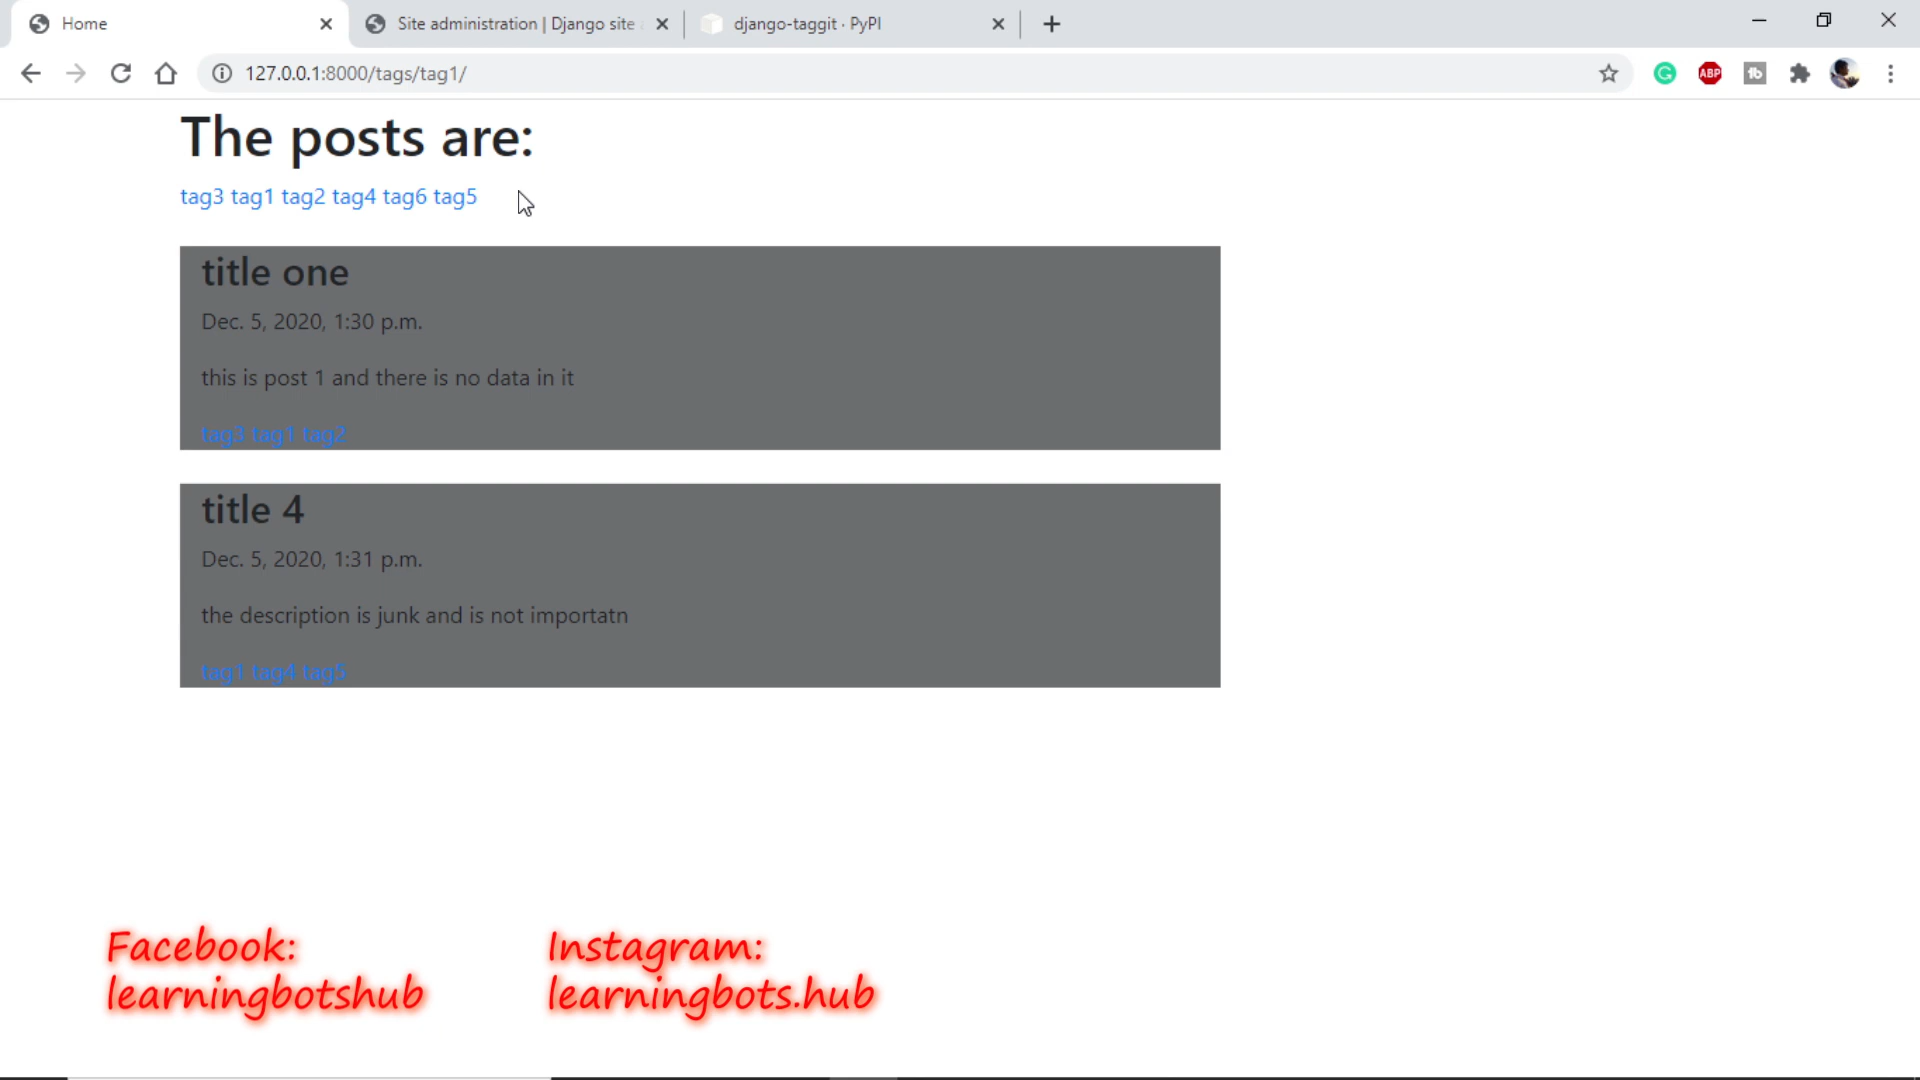 Home
Site administration | Django site
django-taggit · PyPI
127.0.0.1:8000/tags/tag1/
ABP
The posts are:
tag3 tag1 tag2 tag4 tag6 tag5
title one
Dec. 5, 2020, 1:30 p.m.
this is post 1 and there is no data in it
tag3 tag1 tag2
title 4
Dec. 5, 2020, 1:31 p.m.
the description is junk and is not importatn
tag1 tag4 tag5
Facebook:
learningbotshub
Instagram:
learningbots.hub